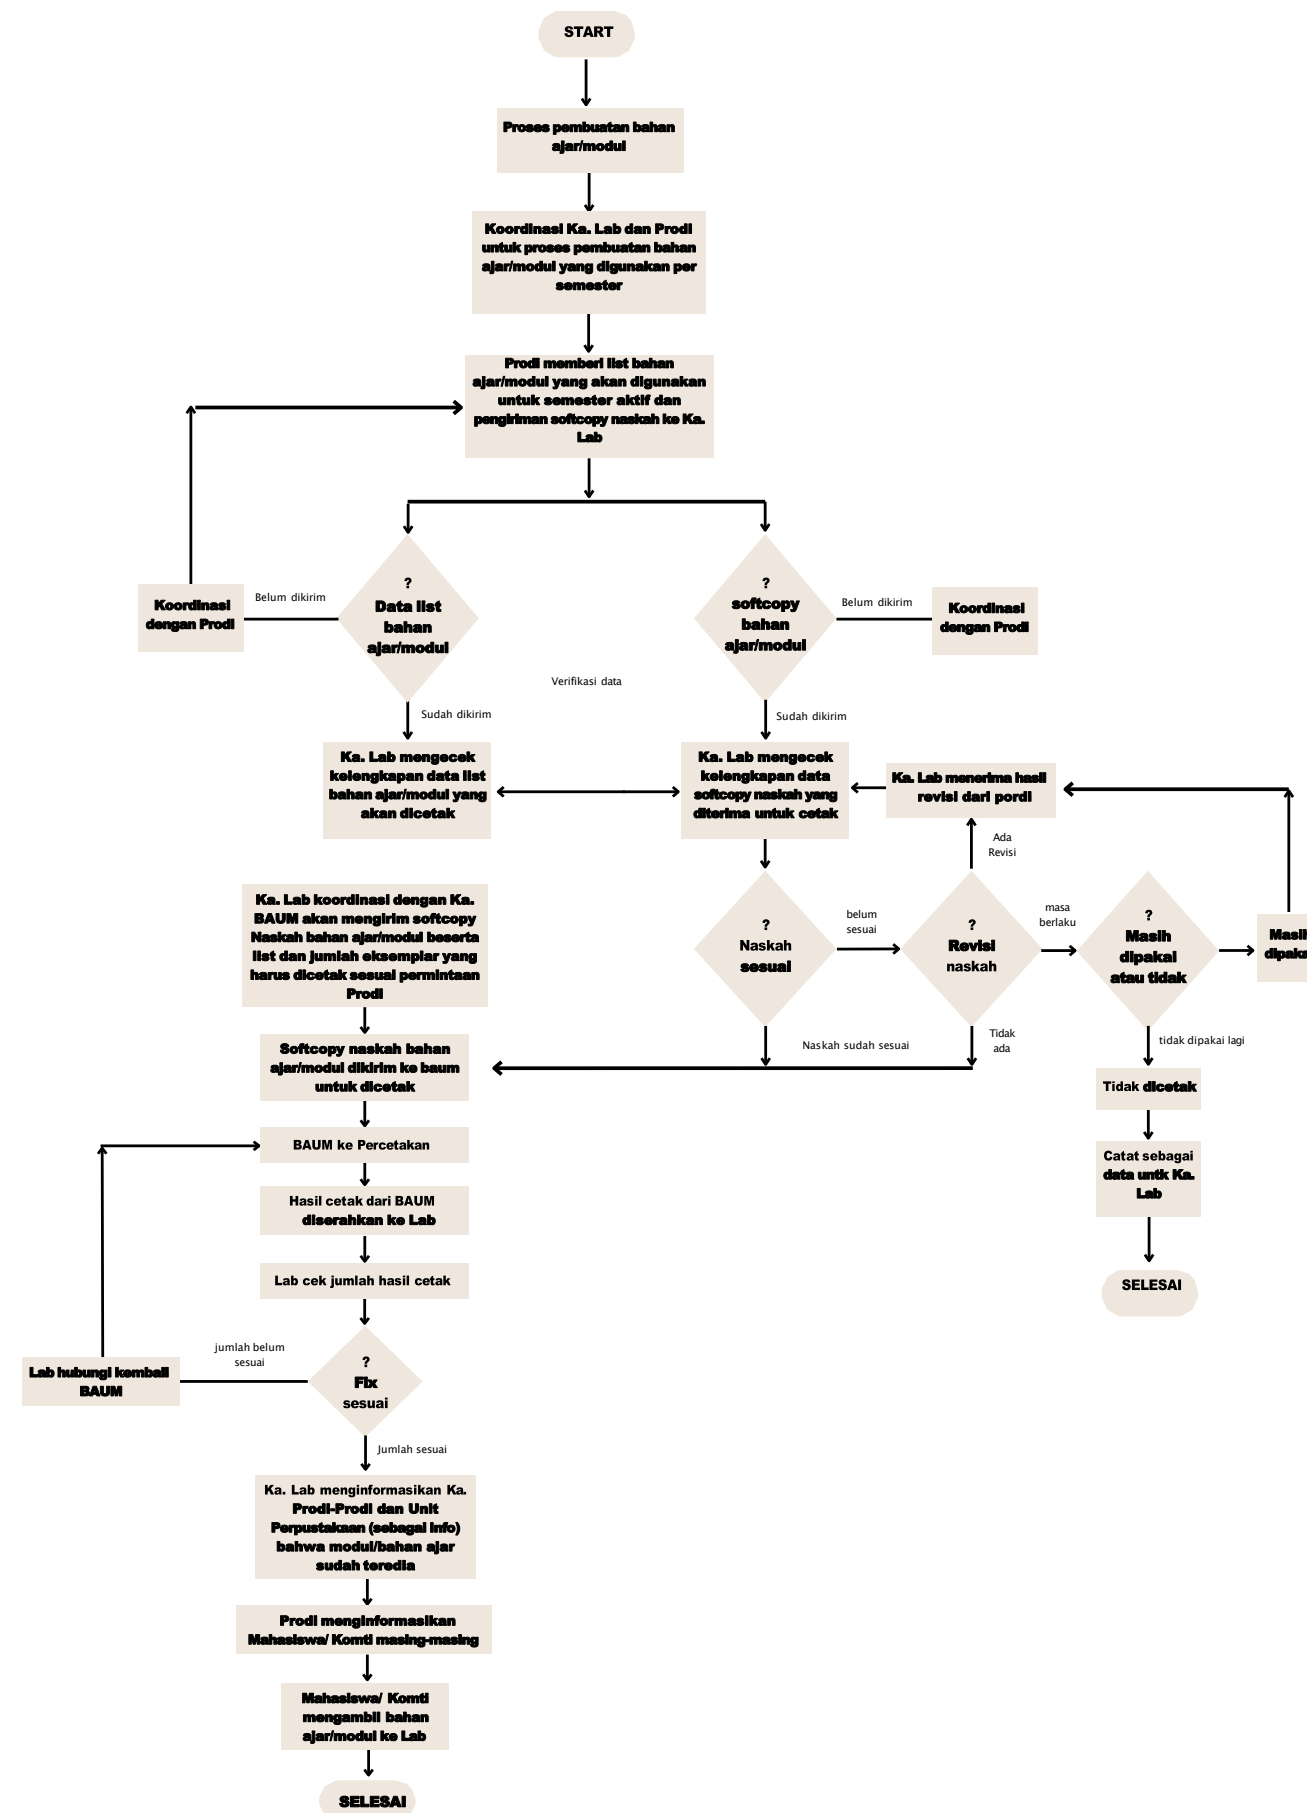 START
Proses pembuatan bahan
ajar/modul
Koordinasi Ka. Lab dan Prodi
untuk proses pembuatan bahan
ajar/modul yang digunakan per
semester
Prodi memberi list bahan
ajar/modul yang akan digunakan
untuk semester aktif dan
pengiriman softcopy naskah ke Ka.
Lab
?
Data list
bahan
ajar/modul
Belum dikirim
Koordinasi
dengan Prodi
?
softcopy
bahan
ajar/modul
Belum dikirim
Koordinasi
dengan Prodi
Verifikasi data
Sudah dikirim
Sudah dikirim
Ka. Lab mengecek
kelengkapan data list
bahan ajar/modul yang
akan dicetak
Ka. Lab mengecek
kelengkapan data
softcopy naskah yang
diterima untuk cetak
Ka. Lab menerima hasil
revisi dari pordi
Ada
Revisi
Ka. Lab koordinasi dengan Ka.
BAUM akan mengirim softcopy
Naskah bahan ajar/modul beserta
list dan jumlah eksemplar yang
harus dicetak sesuai permintaan
Prodi
?
Naskah
sesuai
belum
sesuai
?
Revisi
naskah
masa
berlaku
?
Masih
dipakai
atau tidak
Masih
dipakai
Naskah sudah sesuai
Tidak
ada
tidak dipakai lagi
Softcopy naskah bahan
ajar/modul dikirim ke baum
untuk dicetak
Tidak dicetak
BAUM ke Percetakan
Catat sebagai
data untk Ka.
Lab
Hasil cetak dari BAUM
diserahkan ke Lab
Lab cek jumlah hasil cetak
SELESAI
jumlah belum
sesuai
Lab hubungi kembali
BAUM
?
Fix
sesuai
Jumlah sesuai
Ka. Lab menginformasikan Ka.
Prodi-Prodi dan Unit
Perpustakaan (sebagai info)
bahwa modul/bahan ajar
sudah teredia
Prodi menginformasikan
Mahasiswa/ Komti masing-masing
Mahasiswa/ Komti
mengambil bahan
ajar/modul ke Lab
SELESAI